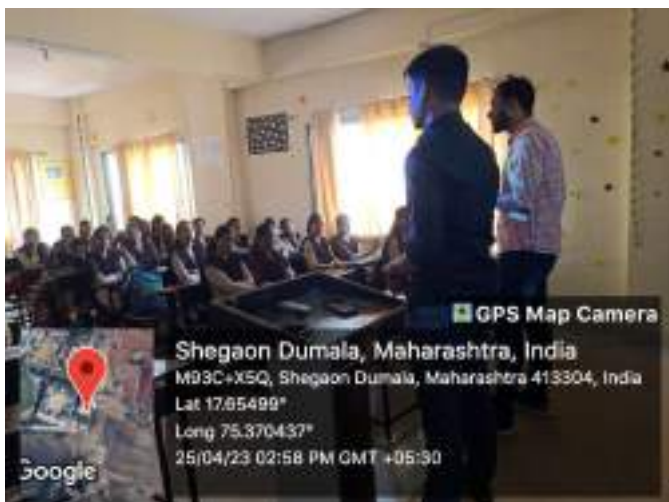 GPS Map Camera
Shegaon Dumala, Maharashtra, India
M93C+X5Q, Shegaon Dumala, Maharashtra 413304, India
Lat 17.65499°
Long 75.370437°
25/04/23 02:58 PM GMT +05:30
Google